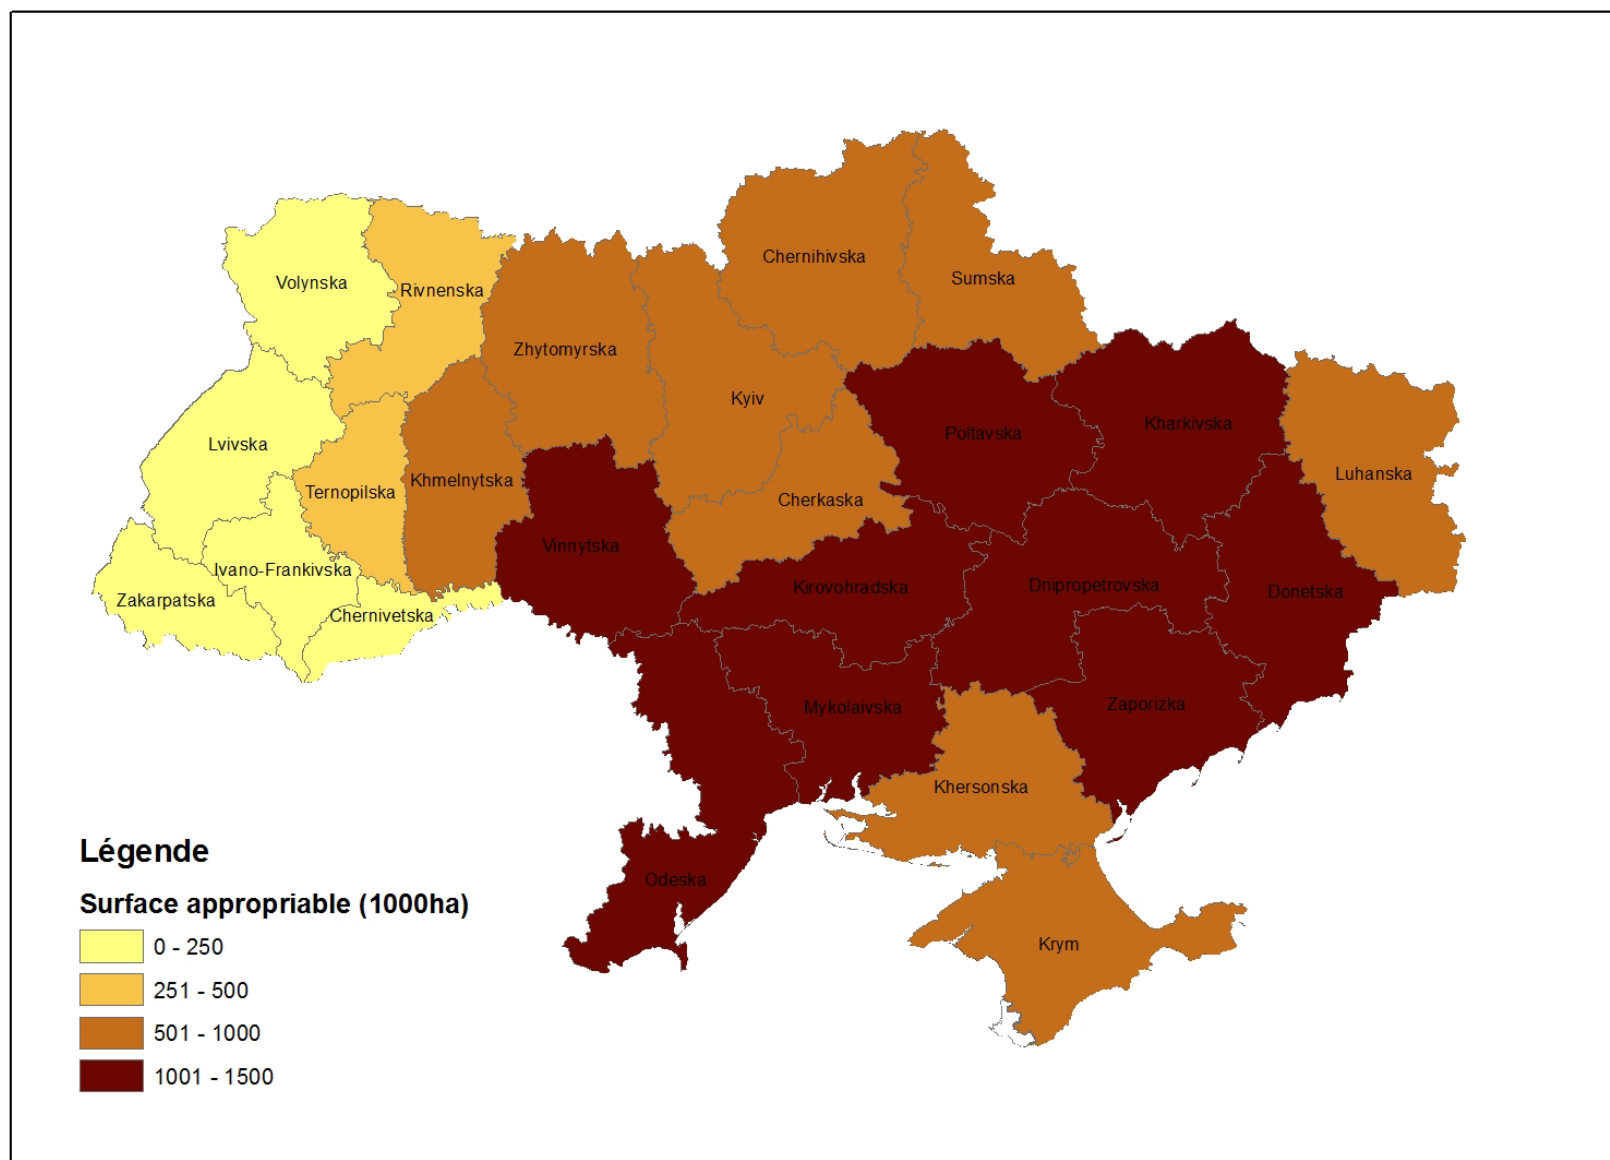 Chernihivska
Sumska
Volynska
Rivnenska
Zhytomyrska
Kyiv
Poltavska
Kharkivska
Lvivska
Luhanska
Khmelnytska
Ternopilska
Cherkaska
Vinnytska
Ivano-Frankivska
Kirovohradska
Dnipropetrovska
Donetska
Zakarpatska
Chernivetska
Mykolaivska
Zaporizka
Khersonska
Odeska
Krym
Légende
Surface appropriable (1000ha)
0 - 250
251 - 500
501 - 1000
1001 - 1500